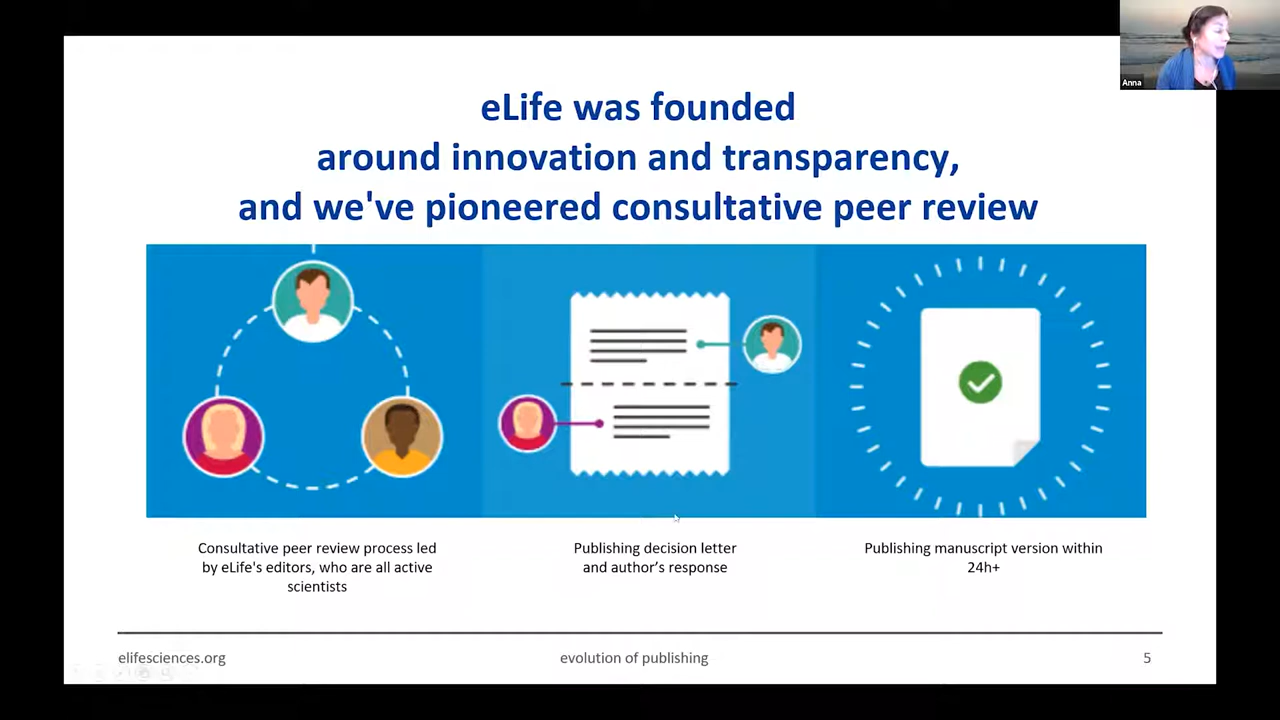 Anna
eLife was founded
around innovation and transparency,
and we've pioneered consultative peer review
Consultative peer review process led
by eLife's editors, who are all active
scientists
Publishing decision letter
and author's response
Publishing manuscript version within
24h+
elifesciences.org
evolution of publishing
5